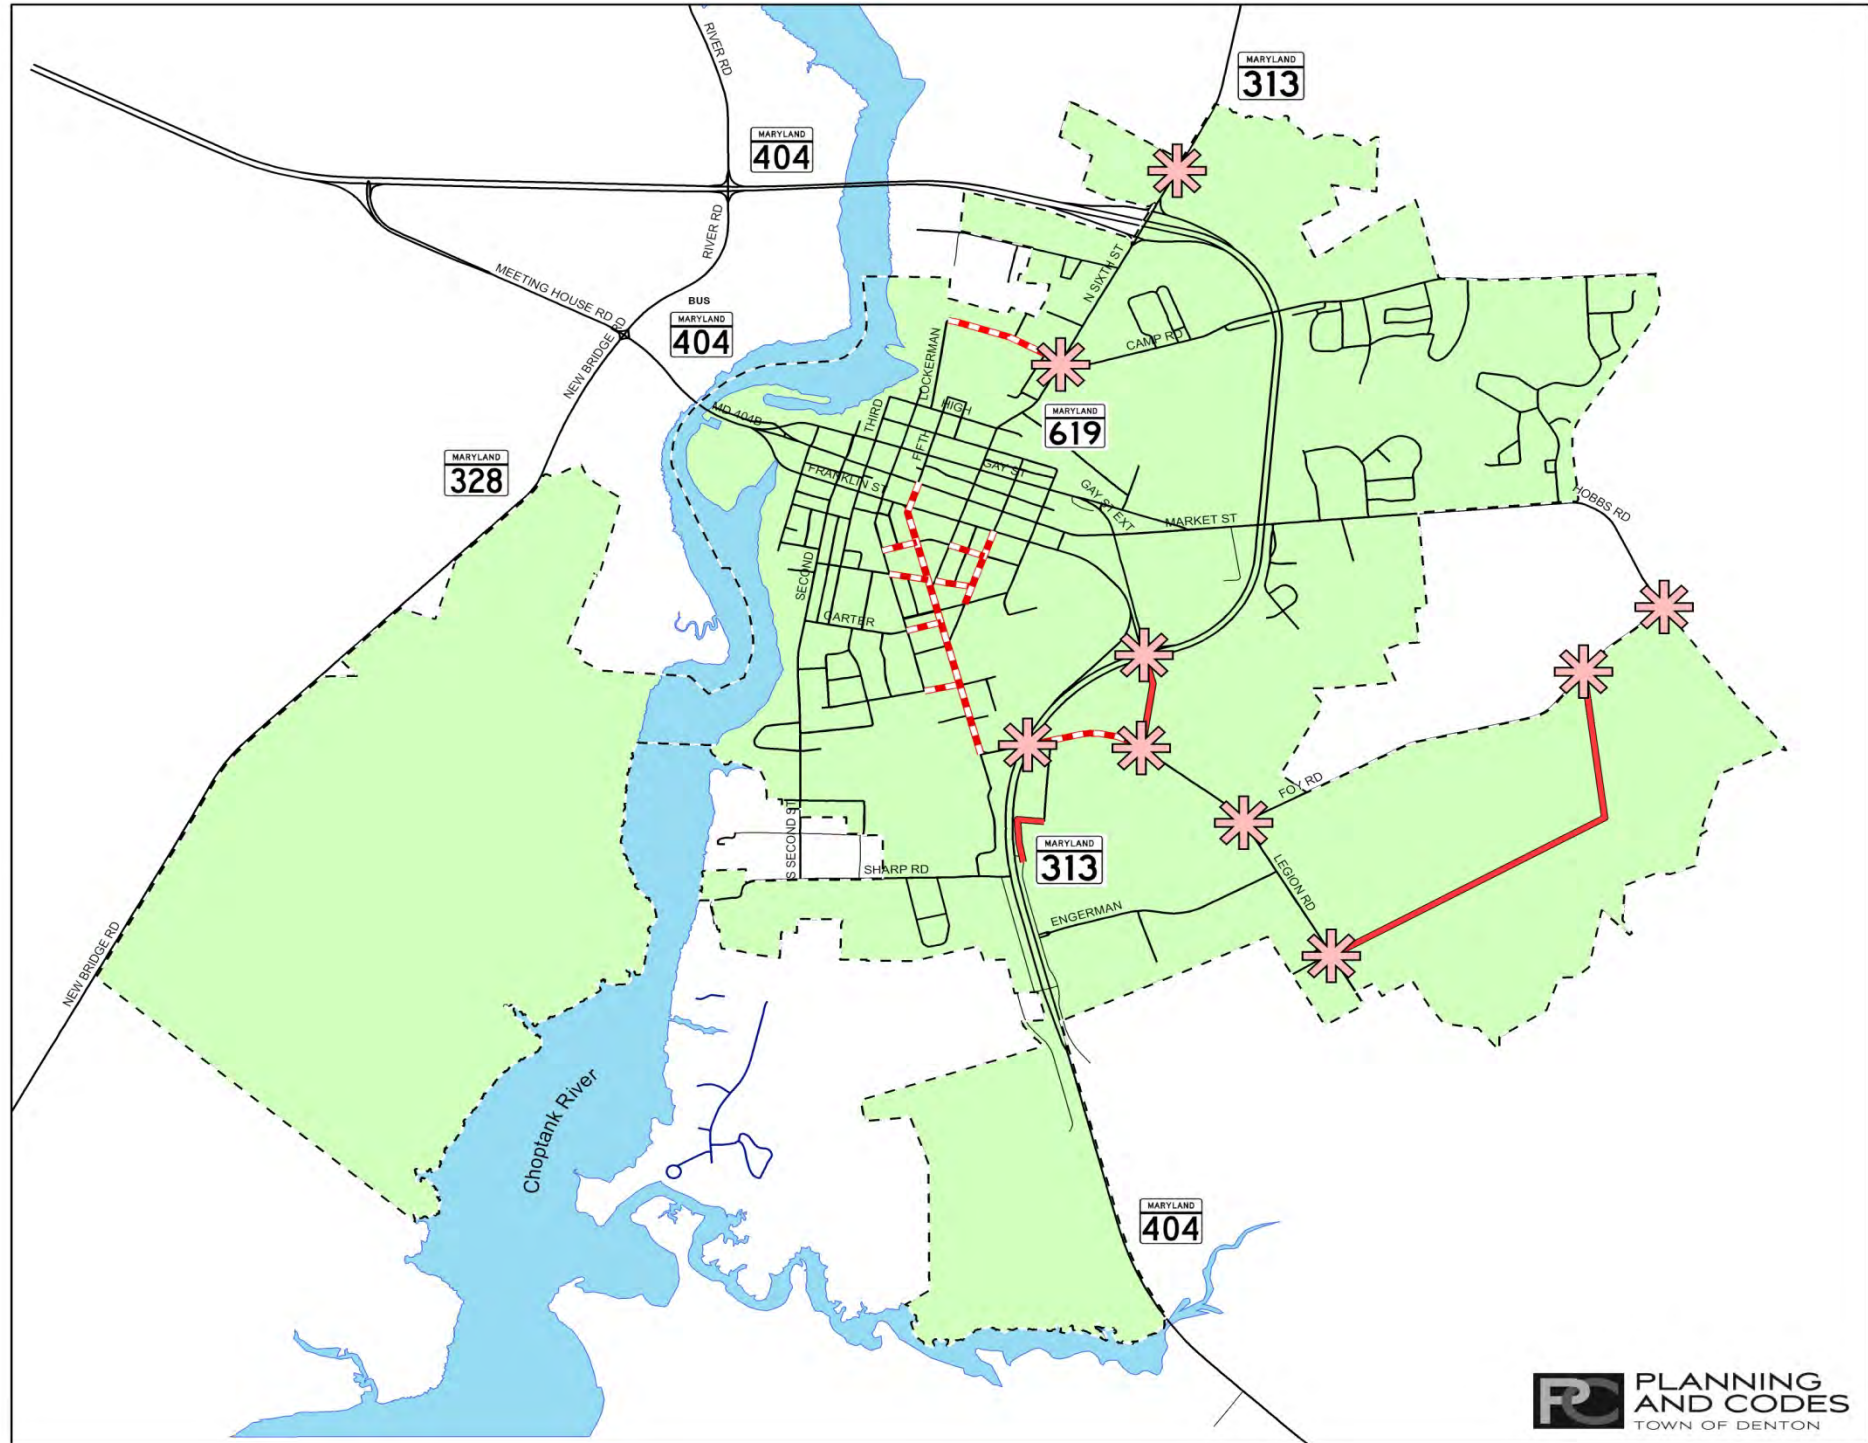 RIVER RD
MARYLAND
313
MARYLAND
404
RIVER RD
MEETING HOUSE RD
BUS
MARYLAND
404
N SIXTH ST
CAMP RD
NEW BRIDGE RD
LOCKERMAN
HIGH
THIRD
FIFTH
MD 404B
MARYLAND
619
MARYLAND
328
FRANKLIN ST
GAY ST
GAY ST EXT
MARKET ST
HOBBS RD
SECOND
CARTER
FOY RD
S SECOND ST
SHARP RD
MARYLAND
313
LEGION RD
ENGERMAN
NEW BRIDGE RD
Choptank River
MARYLAND
404
PC
PLANNING
AND CODES
TOWN OF DENTON